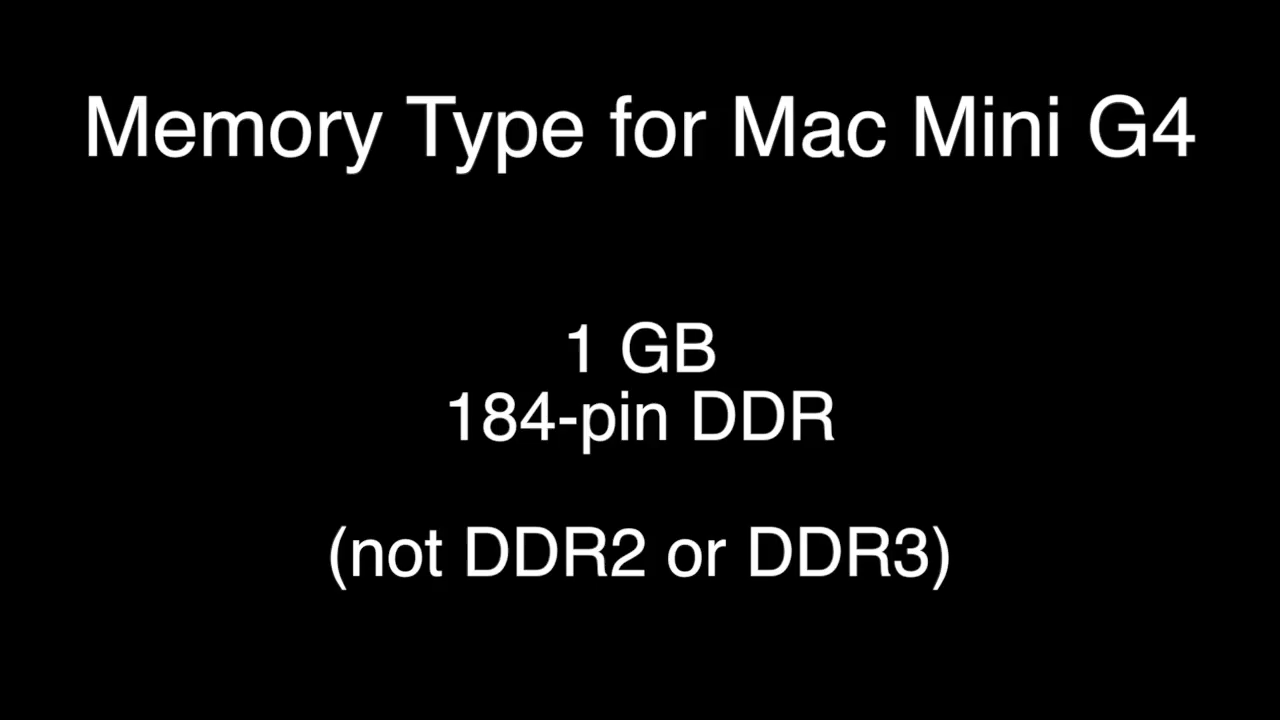 Memory Type for Mac Mini G4
1 GB
184-pin DDR
(not DDR2 or DDR3)